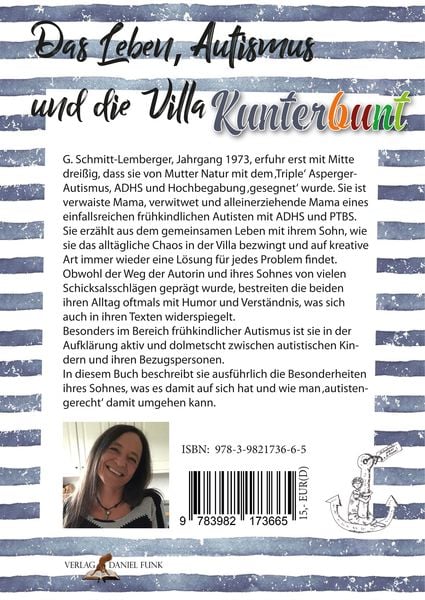 Das Leben, Autismus
und die Villa Kunterbunt
G. Schmitt-Lemberger, Jahrgang 1973, erfuhr erst mit Mitte
dreißig, dass sie von Mutter Natur mit dem ‚Triple‘ Asperger-
Autismus, ADHS und Hochbegabung ‚gesegnet‘ wurde. Sie ist
verwaiste Mama, verwitwet und alleinerziehende Mama eines
einfallsreichen frühkindlichen Autisten mit ADHS und PTBS.
Sie erzählt aus dem gemeinsamen Leben mit ihrem Sohn, wie
sie das alltägliche Chaos in der Villa bezwingt und auf kreative
Art immer wieder eine Lösung für jedes Problem findet.
Obwohl der Weg der Autorin und ihres Sohnes von vielen
Schicksalsschlägen geprägt wurde, bestreiten die beiden
ihren Alltag oftmals mit Humor und Verständnis, was sich
auch in ihren Texten widerspiegelt.
Besonders im Bereich frühkindlicher Autismus ist sie in der
Aufklärung aktiv und dolmetscht zwischen autistischen Kin-
dern und ihren Bezugspersonen.
In diesem Buch beschreibt sie ausführlich die Besonderheiten
ihres Sohnes, was es damit auf sich hat und wie man ‚autisten-
gerecht‘ damit umgehen kann.
ISBN: 978-3-9821736-6-5
15,- EUR(D)
9 783982 173665
VERLAG DANIEL FUNK